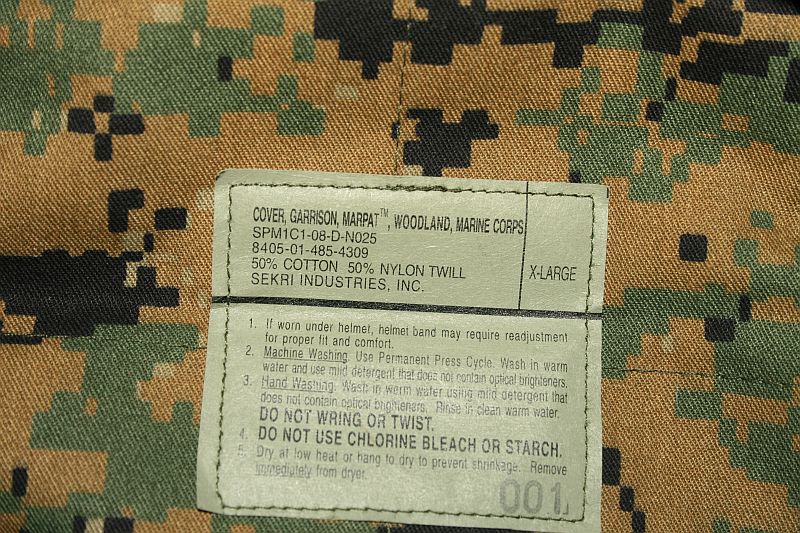 COVER, GARRISON, MARPAT™, WOODLAND, MARINE CORPS
SPM1C1-08-D-N025
8405-01-485-4309
50% COTTON 50% NYLON TWILL
SEKRI INDUSTRIES, INC.
X-LARGE
1. If worn under helmet, helmet band may require readjustment
for proper fit and comfort.
2. Machine Washing. Use Permanent Press Cycle. Wash in warm
water and use mild detergent that does not contain optical brighteners.
3. Hand Washing. Wash in warm water using mild detergent that
does not contain optical brighteners. Rinse in clean warm water.
DO NOT WRING OR TWIST.
4. DO NOT USE CHLORINE BLEACH OR STARCH.
5. Dry at low heat or hang to dry to prevent shrinkage. Remove
immediately from dryer.
001